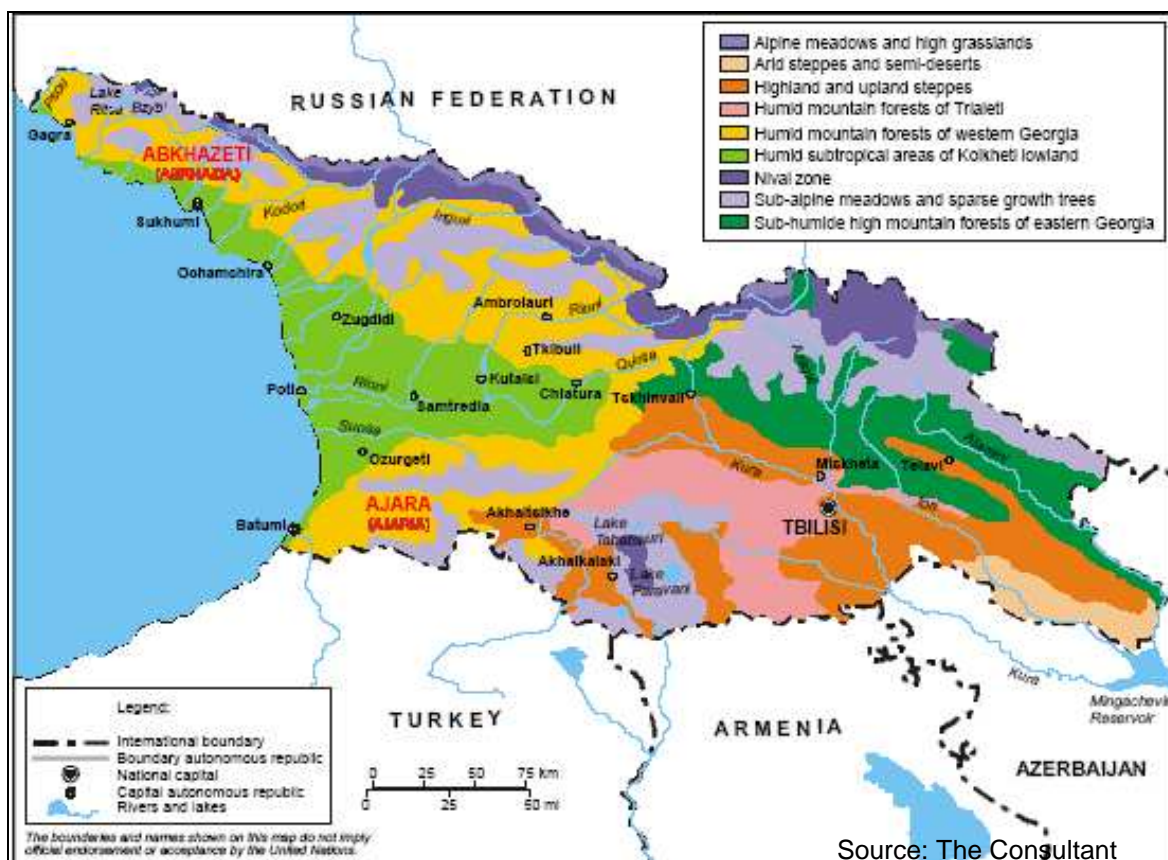 Alpine meadows and high grasslands
Arid steppes and semi-deserts
Highland and upland steppes
Humid mountain forests of Trialeti
Humid mountain forests of western Georgia
Humid subtropical areas of Kolkheti lowland
Nival zone
Sub-alpine meadows and sparse growth trees
Sub-humide high mountain forests of eastern Georgia
RUSSIAN FEDERATION
Psou
Lake
Ritsa
Bzybi
Gagra
ABKHAZETI
Sukhumi
Kodori
Inguri
Ochamchira
Zugdidi
Ambrolauri
Rioni
Tkibuli
Qvirila
Poti
Rioni
Kutaisi
Chiatura
Tskhinvali
Samtredia
Supsa
Ozurgeti
Kura
Mtskheta
Telavi
Alazani
Iori
Batumi
AJARA
Akhaltsikhe
Lake
TBILISI
Akhalkalaki
Lake
Paravani
Kura
Mingachevir
Reservoir
TURKEY
ARMENIA
AZERBAIJAN
Legend:
International boundary
Boundary autonomous republic
National capital
Capital autonomous republic
Rivers and lakes
0 25 50 75 km
0 25 50 mi
The boundaries and names shown on this map do not imply
official endorsement or acceptance by the United Nations.
Source: The Consultant